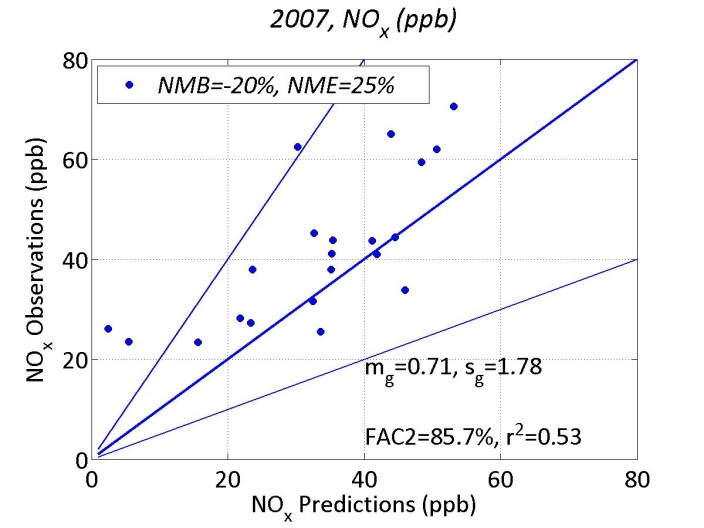 2007, NOx (ppb)
NMB=-20%, NME=25%
80
60
40
20
0
NOx Observations (ppb)
mg=0.71, sg=1.78
FAC2=85.7%, r²=0.53
0 20 40 60 80
NOx Predictions (ppb)